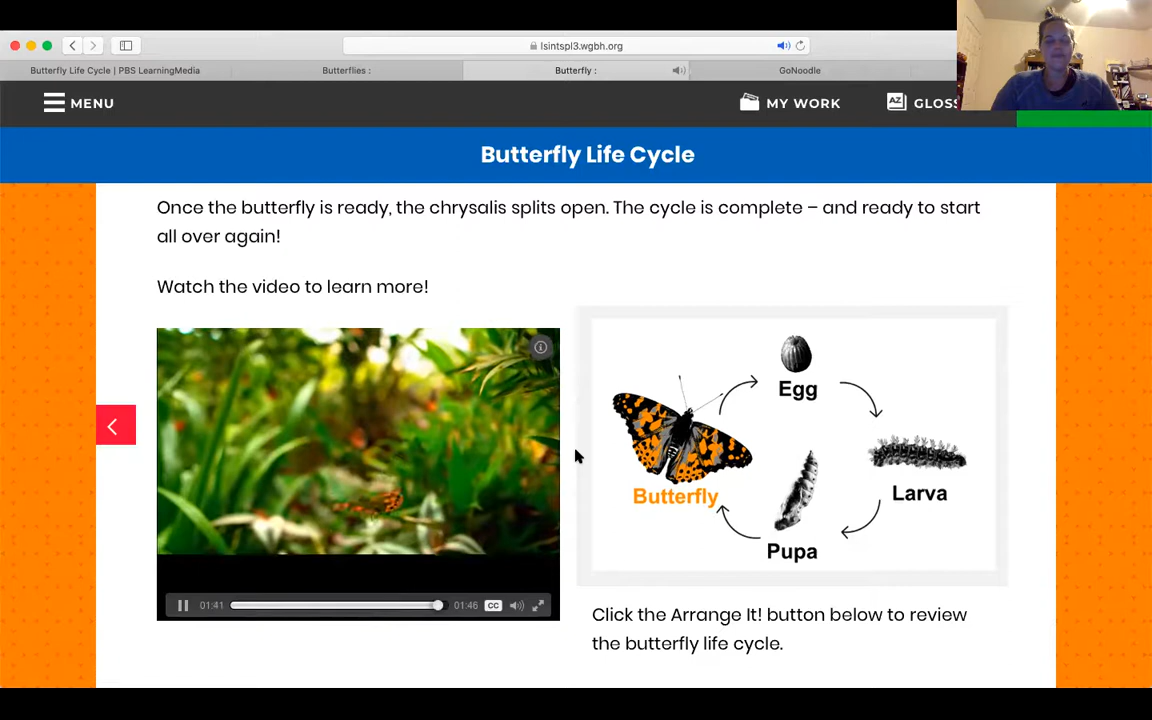 lsintspl3.wgbh.org
Butterfly Life Cycle | PBS LearningMedia
Butterflies :
Butterfly :
GoNoodle
MENU
MY WORK
AZ
GLOSS
Butterfly Life Cycle
Once the butterfly is ready, the chrysalis splits open. The cycle is complete – and ready to start
all over again!
Watch the video to learn more!
Egg
Larva
Butterfly
Pupa
01:41
01:46
CC
Click the Arrange It! button below to review
the butterfly life cycle.